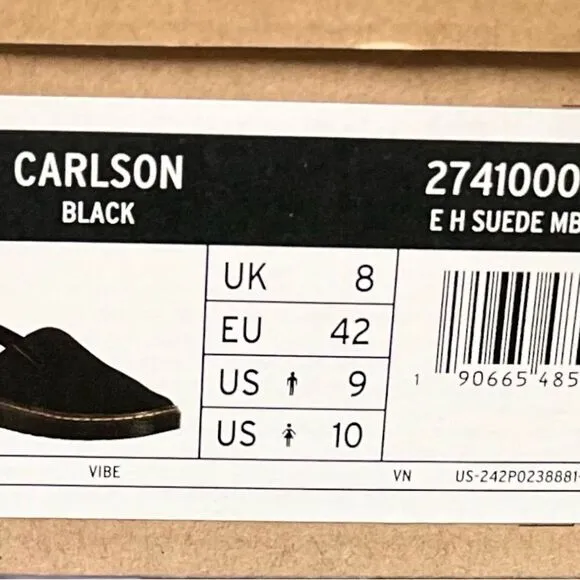 CARLSON
BLACK
2741000
E H SUEDE MB
UK 8
EU 42
US 9
US 10
1 90665 485
VIBE
VN
US-242P0238881-